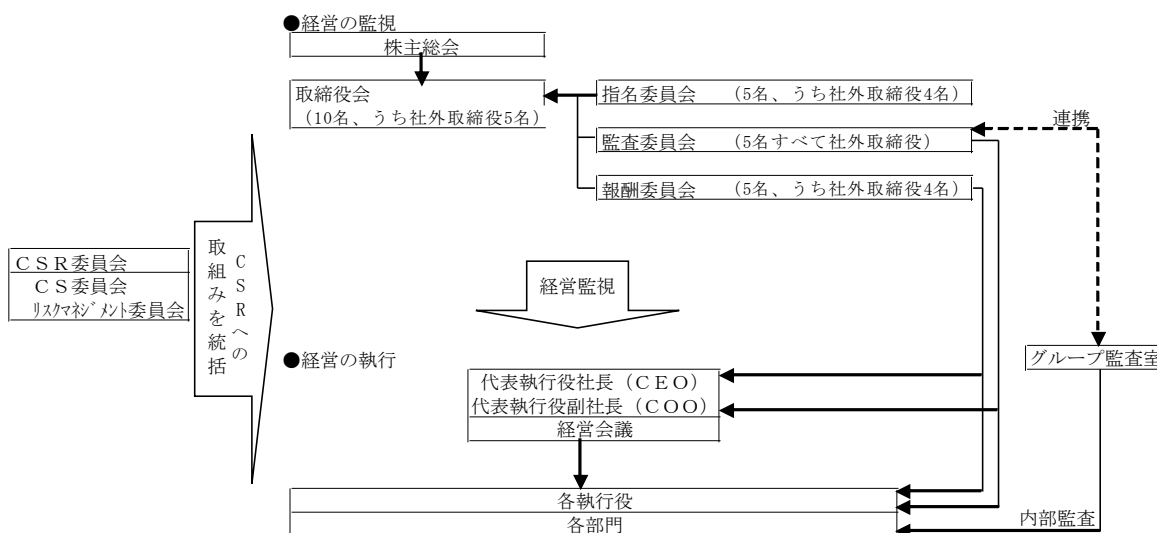 ●経営の監視
株主総会
取締役会
（10名、うち社外取締役5名）
指名委員会　（5名、うち社外取締役4名）
監査委員会　（5名すべて社外取締役）
報酬委員会　（5名、うち社外取締役4名）
連携
ＣＳＲ委員会
ＣＳ委員会
ﾘｽｸﾏﾈｼﾞﾒﾝﾄ委員会
CSRへの
取組みを統括
経営監視
●経営の執行
グループ監査室
代表執行役社長（ＣＥＯ）
代表執行役副社長（ＣＯＯ）
経営会議
各執行役
各部門
内部監査